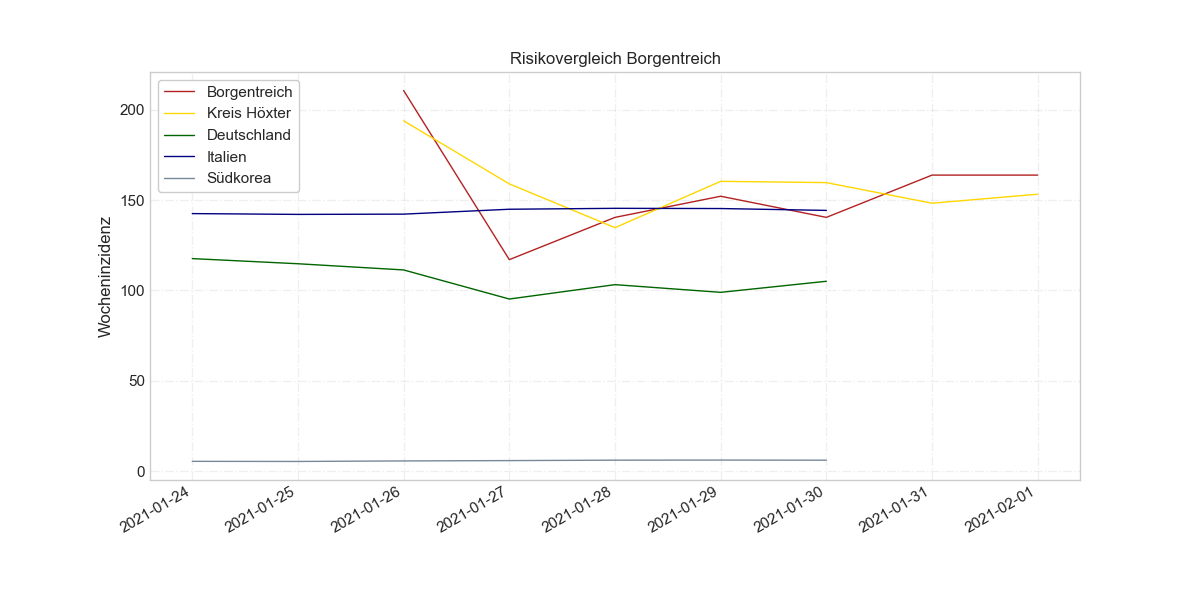 Risikovergleich Borgentreich
Borgentreich
Kreis Höxter
Deutschland
Italien
Südkorea
Wocheninzidenz
200
150
100
50
0
2021-01-24
2021-01-25
2021-01-26
2021-01-27
2021-01-28
2021-01-29
2021-01-30
2021-01-31
2021-02-01